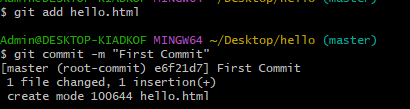 $ git add hello.html
Admin@DESKTOP-KIADKOF MINGW64 ~/Desktop/hello (master)
$ git commit -m "First Commit"
[master (root-commit) e6f21d7] First Commit
1 file changed, 1 insertion(+)
create mode 100644 hello.html